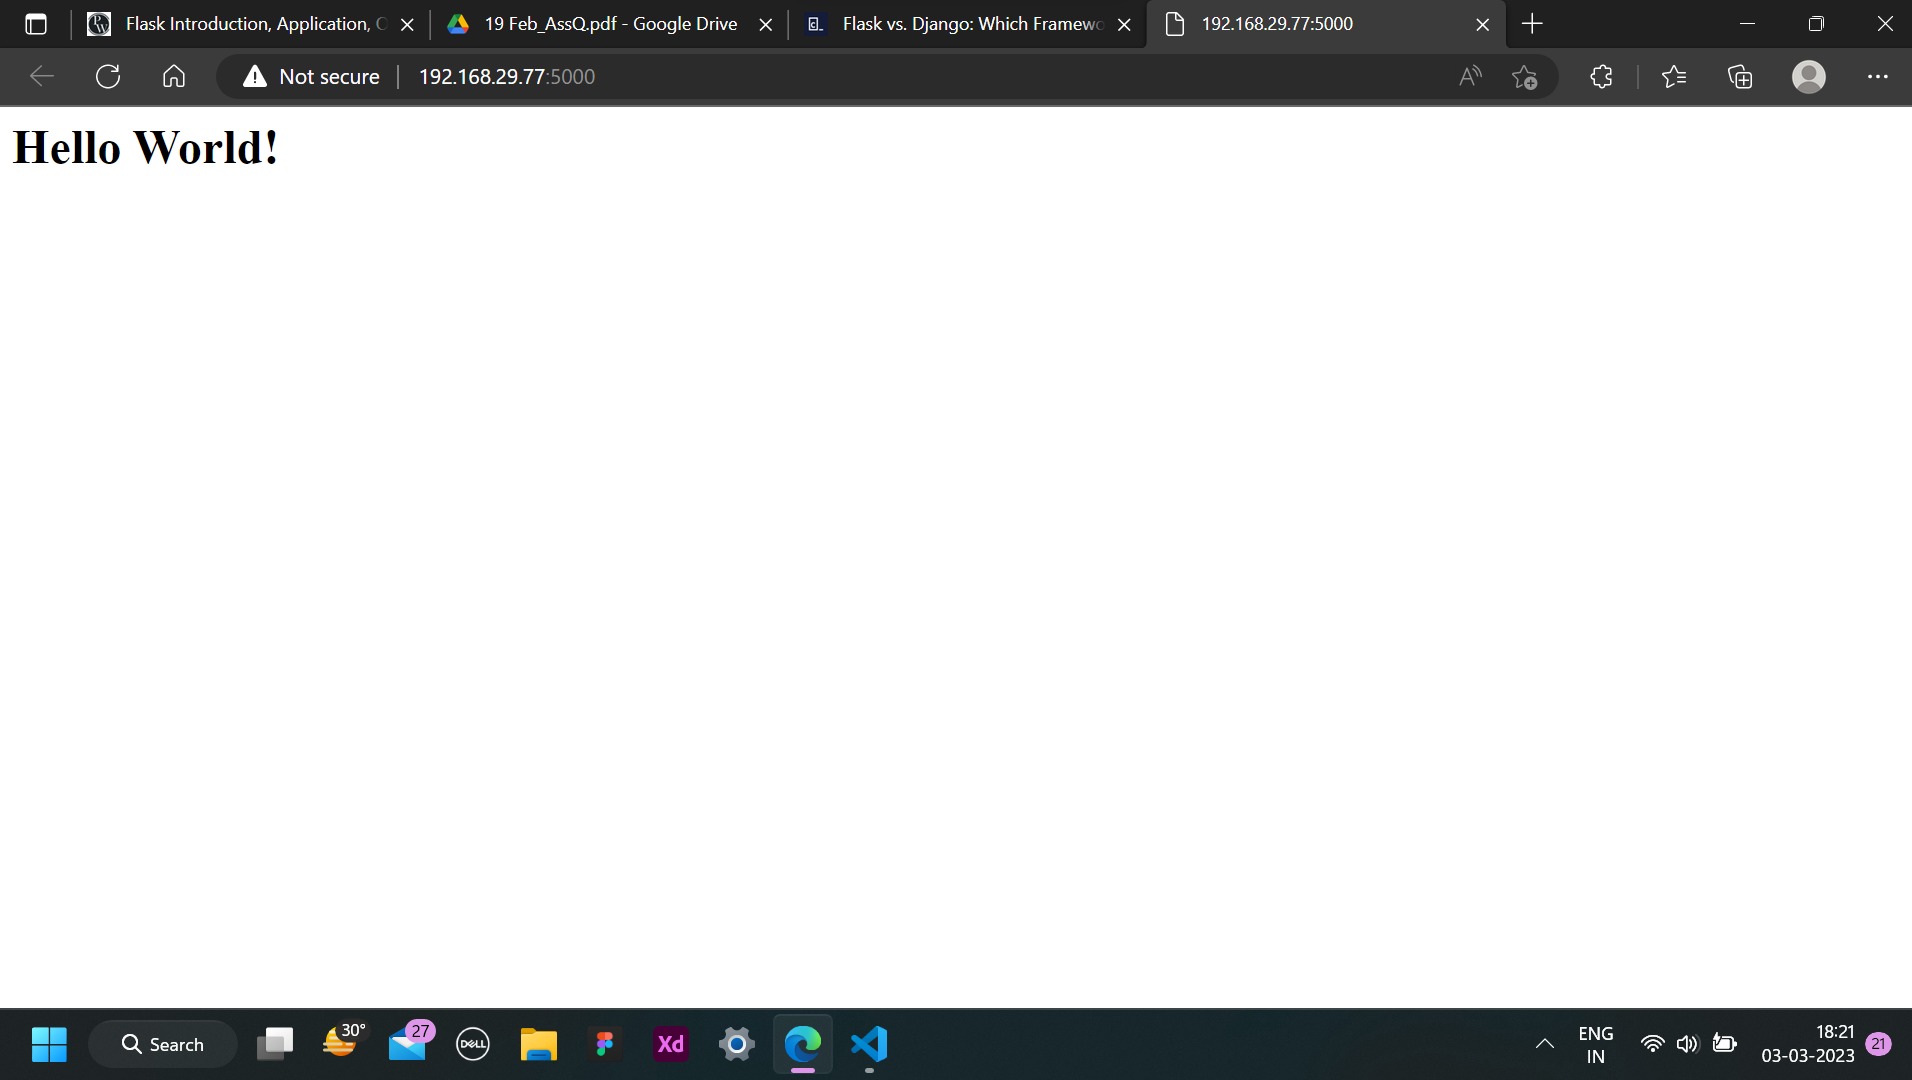 Flask Introduction, Application, O
19 Feb_AssQ.pdf - Google Drive
Flask vs. Django: Which Framewo
192.168.29.77:5000
Not secure
192.168.29.77:5000
Hello World!
Search
30°
27
DELL
Xd
ENG
IN
18:21
03-03-2023
21